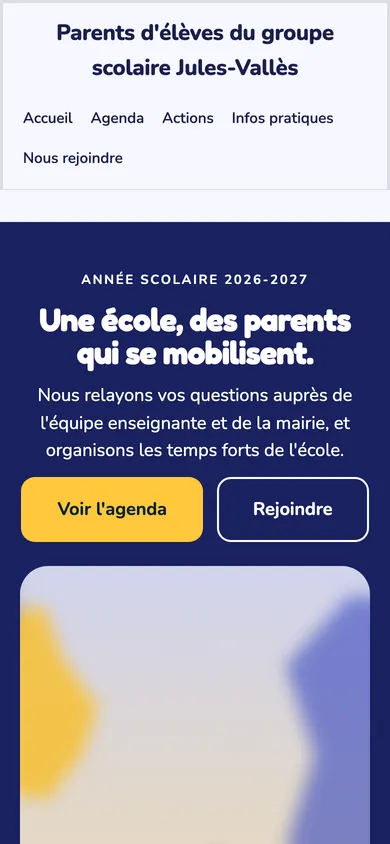 Parents d'élèves du groupe
scolaire Jules-Vallès
Accueil Agenda Actions Infos pratiques
Nous rejoindre
ANNÉE SCOLAIRE 2026-2027
Une école, des parents
qui se mobilisent.
Nous relayons vos questions auprès de
l'équipe enseignante et de la mairie, et
organisons les temps forts de l'école.
Voir l'agenda Rejoindre